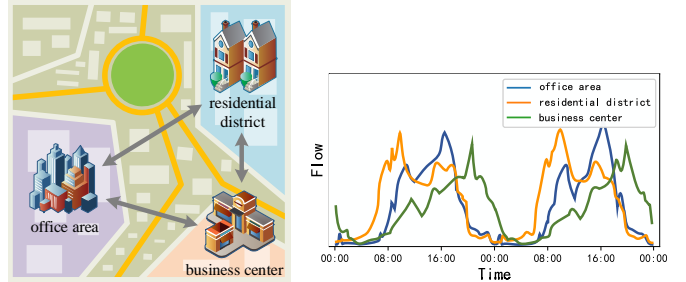 residential
district
office area
business center
office area
residential district
business center
Flow
00:00 08:00 16:00 00:00 08:00 16:00 00:00
Time